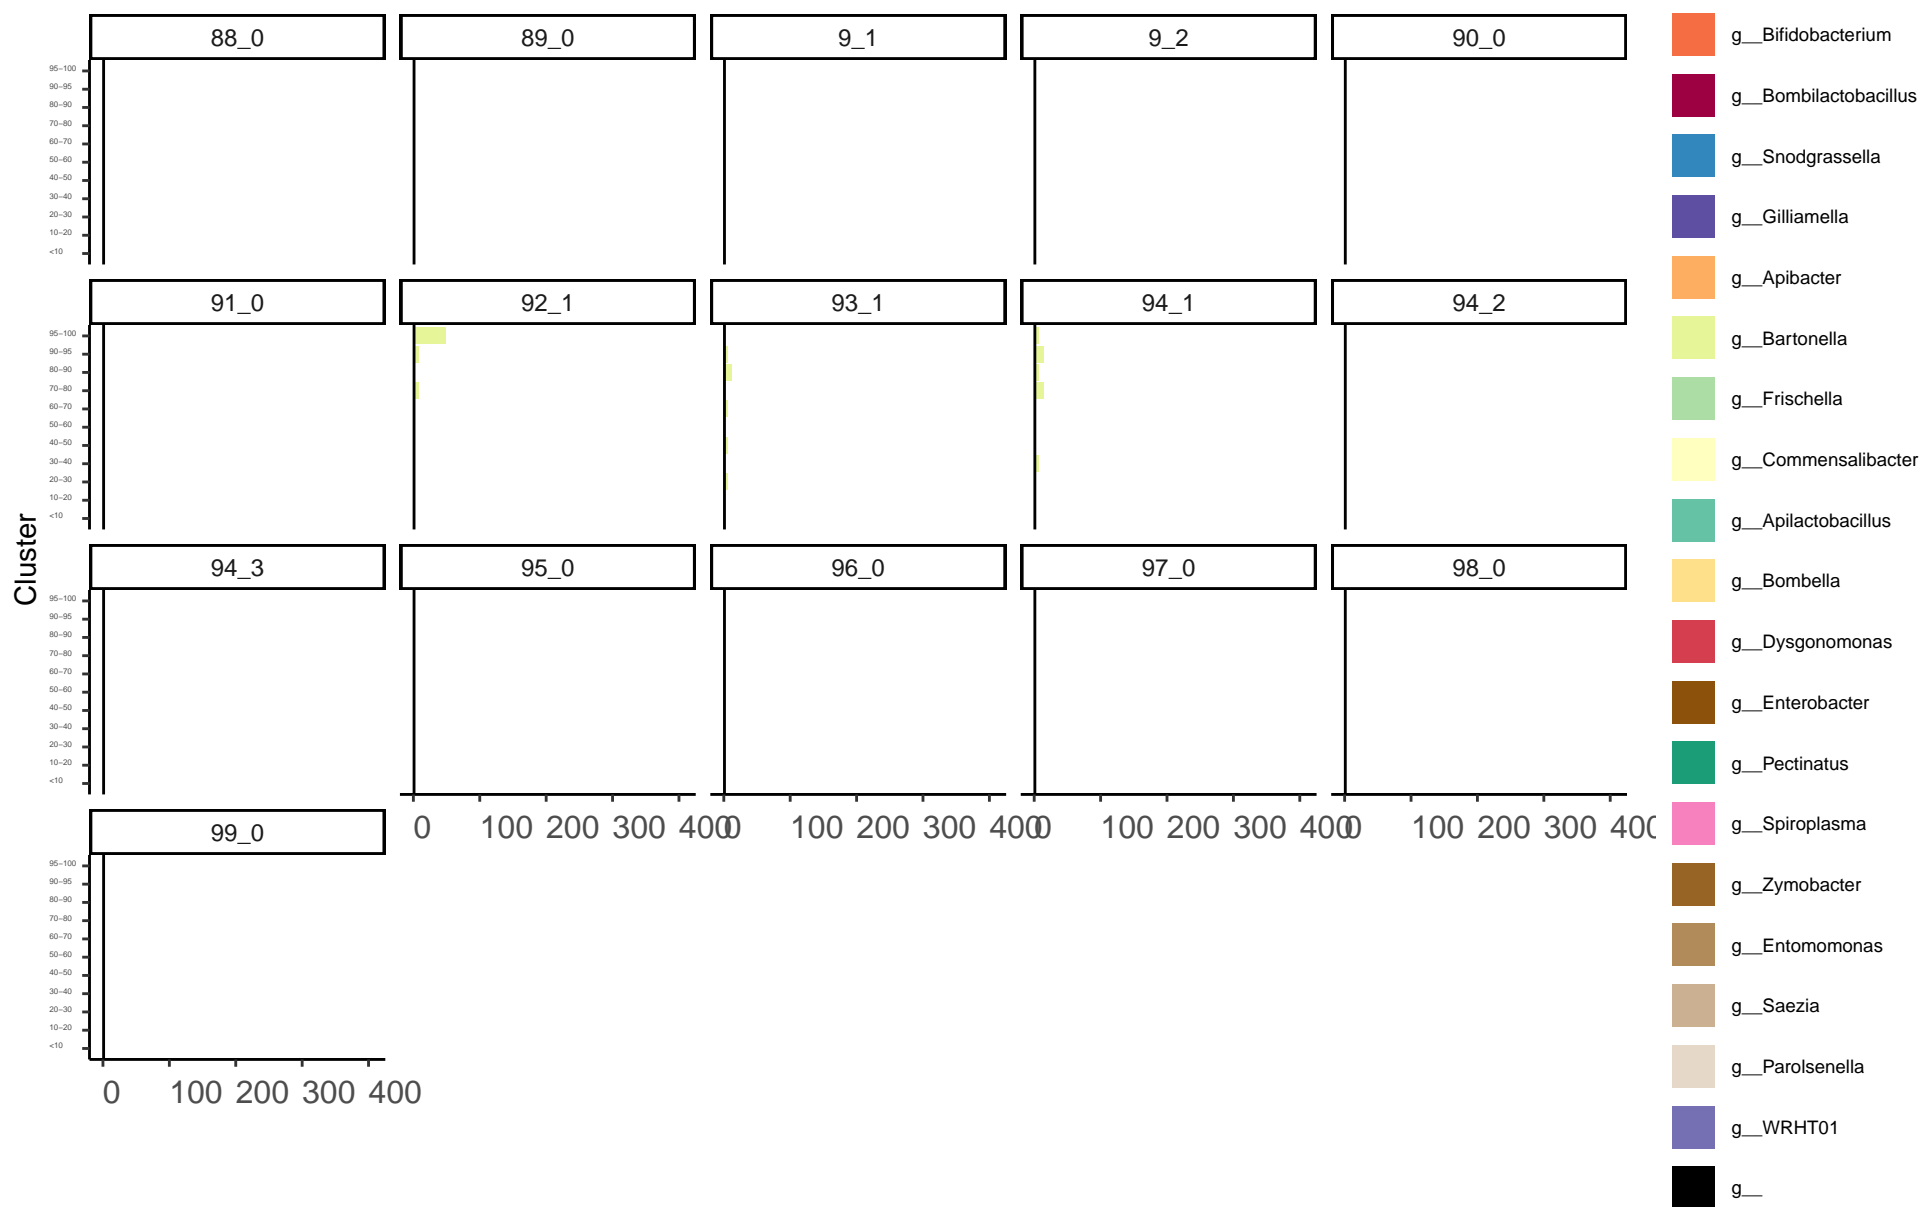 88_0 89_0 9_1 9_2 90_0
95–100
90–95
80–90
70–80
60–70
50–60
40–50
30–40
20–30
10–20
<10
91_0 92_1 93_1 94_1 94_2
95–100
90–95
80–90
70–80
60–70
50–60
40–50
30–40
20–30
10–20
<10
Cluster
94_3 95_0 96_0 97_0 98_0
95–100
90–95
80–90
70–80
60–70
50–60
40–50
30–40
20–30
10–20
<10
0 100 200 300 400 0 100 200 300 400 0 100 200 300 400 0 100 200 300 400
99_0
95–100
90–95
80–90
70–80
60–70
50–60
40–50
30–40
20–30
10–20
<10
0 100 200 300 400
g__Bifidobacterium
g__Bombilactobacillus
g__Snodgrassella
g__Gilliamella
g__Apibacter
g__Bartonella
g__Frischella
g__Commensalibacter
g__Apilactobacillus
g__Bombella
g__Dysgonomonas
g__Enterobacter
g__Pectinatus
g__Spiroplasma
g__Zymobacter
g__Entomomonas
g__Saezia
g__Parolsenella
g__WRHT01
g__